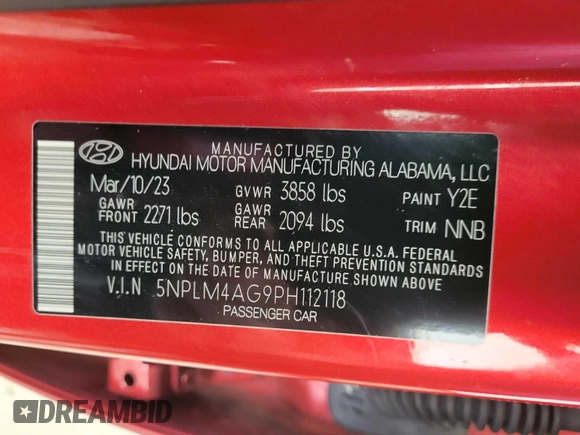 MANUFACTURED BY
HYUNDAI MOTOR MANUFACTURING ALABAMA, LLC
Mar/10/23 GVWR 3858 lbs PAINT Y2E
GAWR FRONT 2271 lbs GAWR REAR 2094 lbs TRIM NNB
THIS VEHICLE CONFORMS TO ALL APPLICABLE U.S.A. FEDERAL
MOTOR VEHICLE SAFETY, BUMPER, AND THEFT PREVENTION STANDARDS
IN EFFECT ON THE DATE OF MANUFACTURE SHOWN ABOVE.
V.I.N 5NPLM4AG9PH112118
PASSENGER CAR
DREAMBID